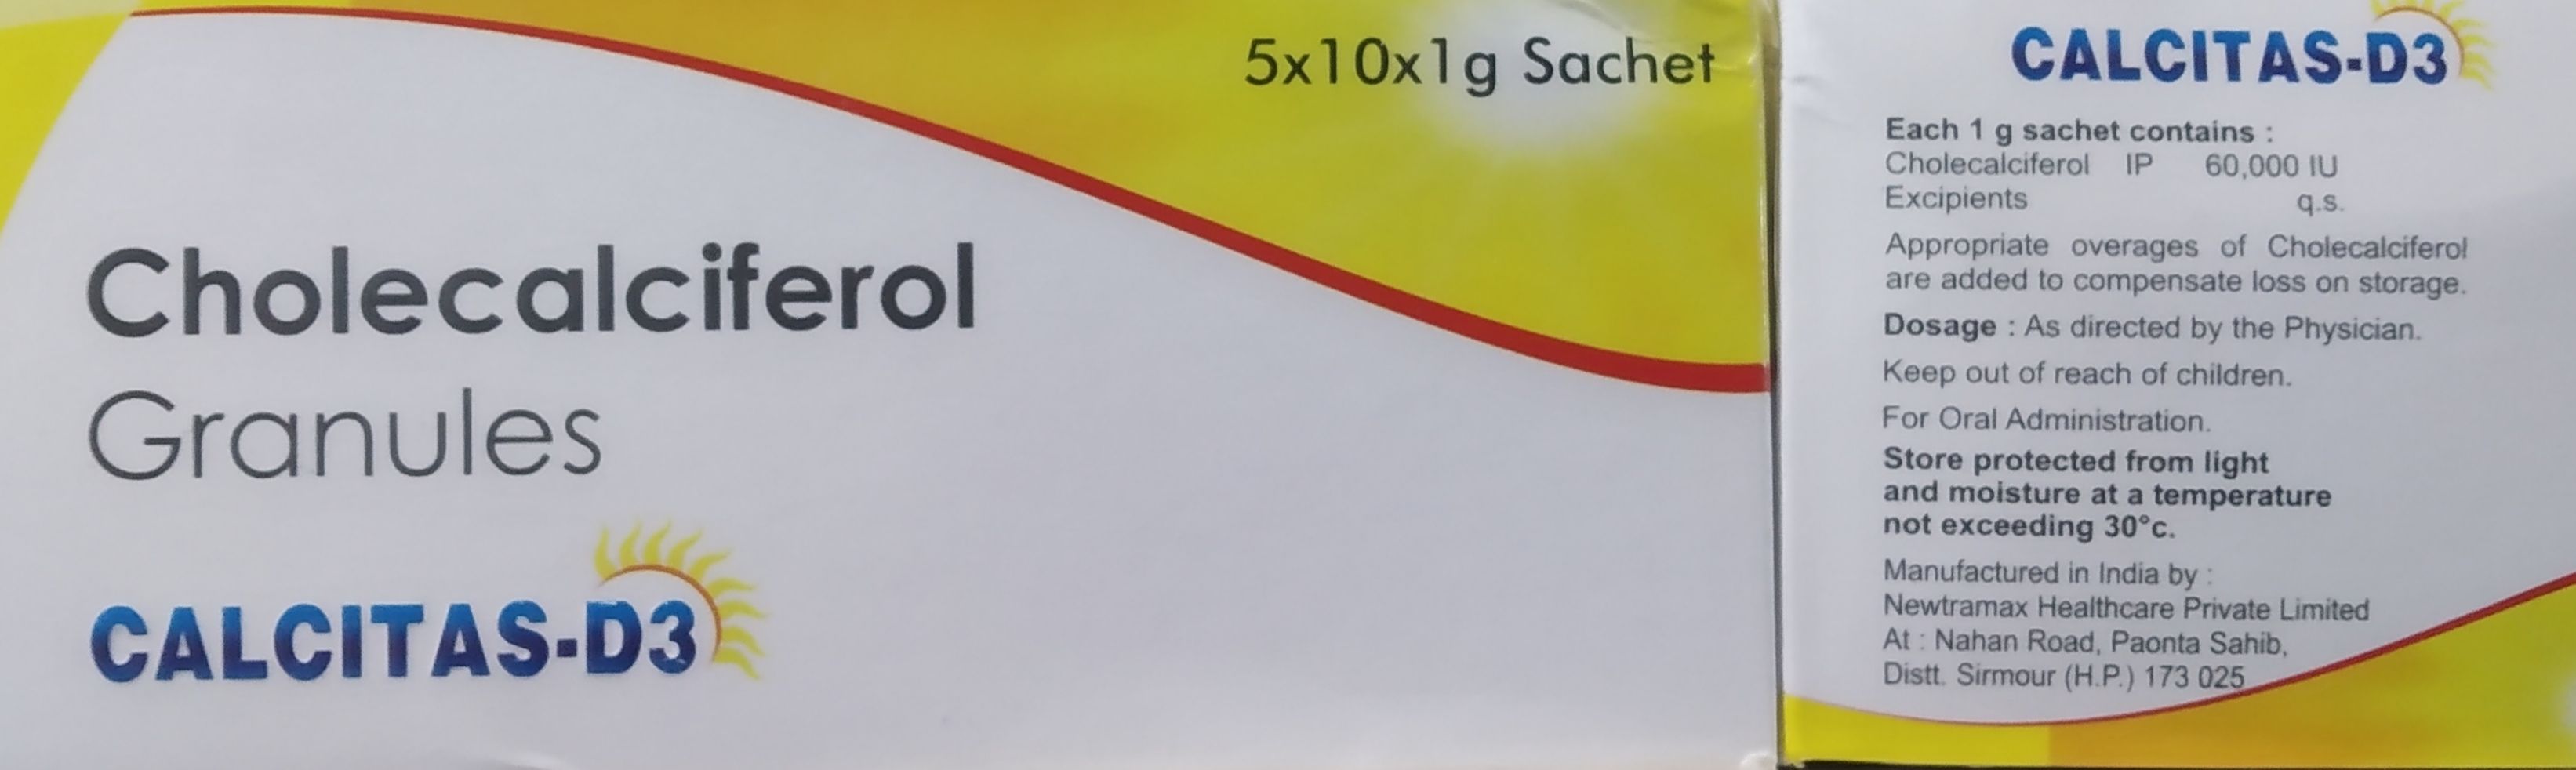 5x10x1g Sachet
Cholecalciferol
Granules
CALCITAS-D3
CALCITAS-D3
Each 1 g sachet contains :
Cholecalciferol IP 60,000 IU
Excipients q.s.
Appropriate overages of Cholecalciferol
are added to compensate loss on storage.
Dosage : As directed by the Physician.
Keep out of reach of children.
For Oral Administration.
Store protected from light
and moisture at a temperature
not exceeding 30°c.
Manufactured in India by :
Newtramax Healthcare Private Limited
At : Nahan Road, Paonta Sahib,
Distt. Sirmour (H.P.) 173 025